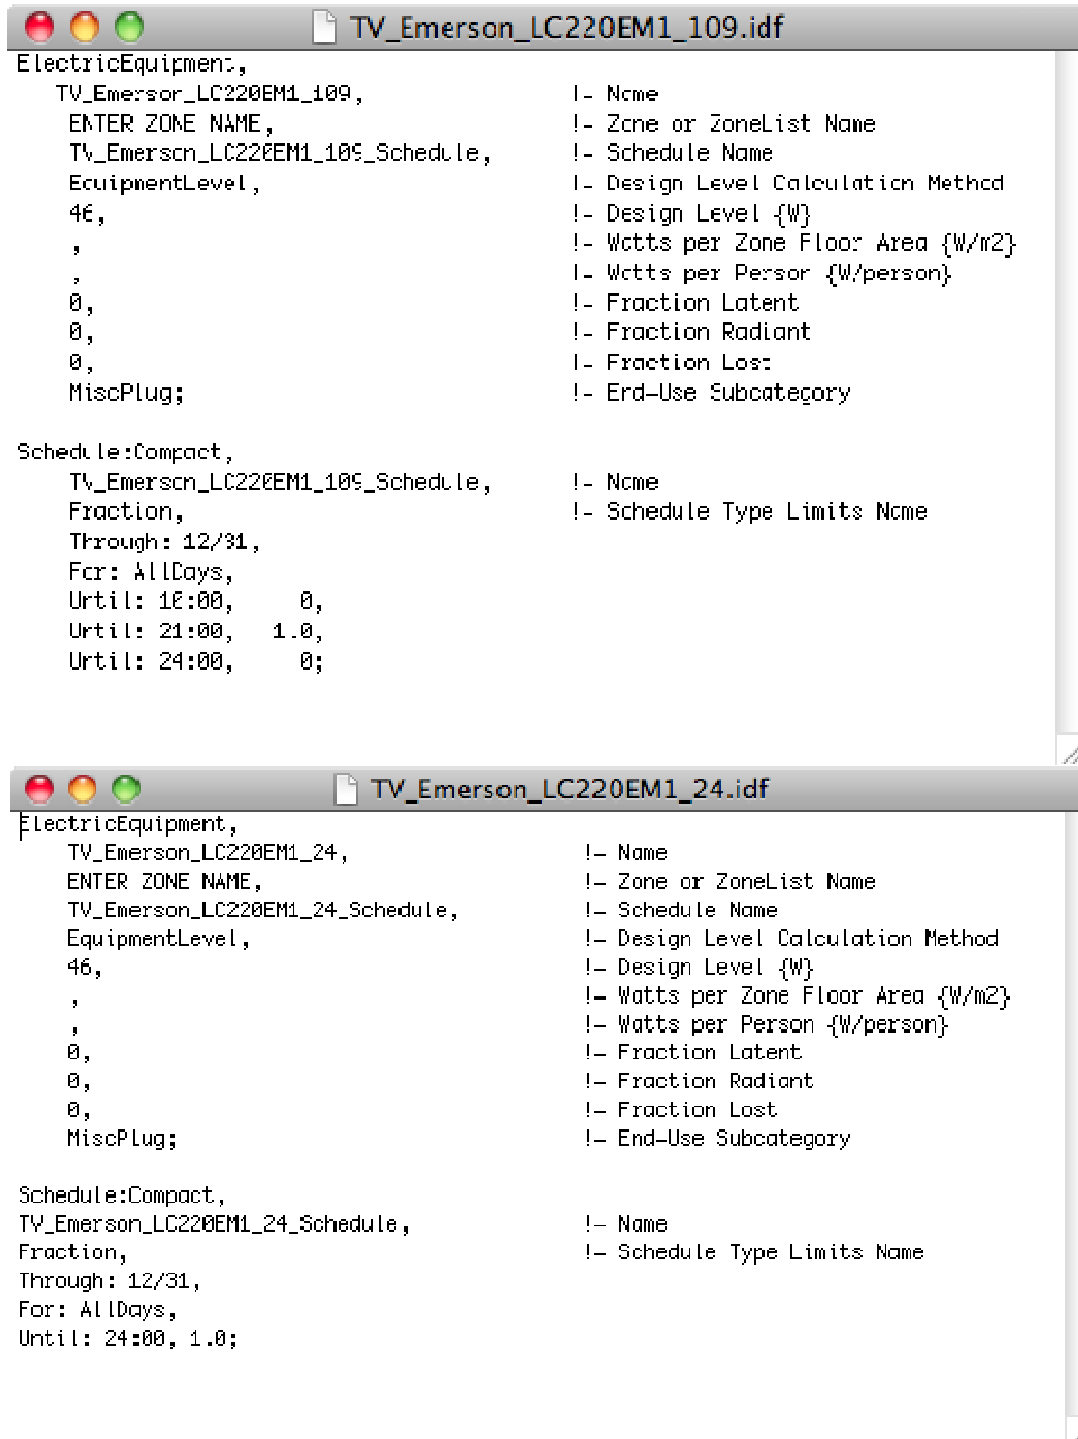 TV_Emerson_LC220EM1_109.idf
ElectricEquipment,
TV_Emerson_LC220EM1_109, !- Name
ENTER ZONE NAME, !- Zone or ZoneList Name
TV_Emerson_LC220EM1_109_Schedule, !- Schedule Name
EquipmentLevel, !- Design Level Calculation Method
46, !- Design Level {W}
, !- Watts per Zone Floor Area {W/m2}
, !- Watts per Person {W/person}
0, !- Fraction Latent
0, !- Fraction Radiant
0, !- Fraction Lost
MiscPlug; !- End-Use Subcategory
Schedule:Compact,
TV_Emerson_LC220EM1_109_Schedule, !- Name
Fraction, !- Schedule Type Limits Name
Through: 12/31,
For: AllDays,
Until: 0,
Until: 21:00, 1.0,
Until: 24:00, 0;
TV_Emerson_LC220EM1_24.idf
ElectricEquipment,
TV_Emerson_LC220EM1_24, !- Name
ENTER ZONE NAME, !- Zone or ZoneList Name
TV_Emerson_LC220EM1_24_Schedule, !- Schedule Name
EquipmentLevel, !- Design Level Calculation Method
46, !- Design Level {W}
, !- Watts per Zone Floor Area {W/m2}
, !- Watts per Person {W/person}
0, !- Fraction Latent
0, !- Fraction Radiant
0, !- Fraction Lost
MiscPlug; !- End-Use Subcategory
Schedule:Compact,
TV_Emerson_LC220EM1_24_Schedule, !- Name
Fraction, !- Schedule Type Limits Name
Through: 12/31,
For: AllDays,
Until: 24:00, 1.0;